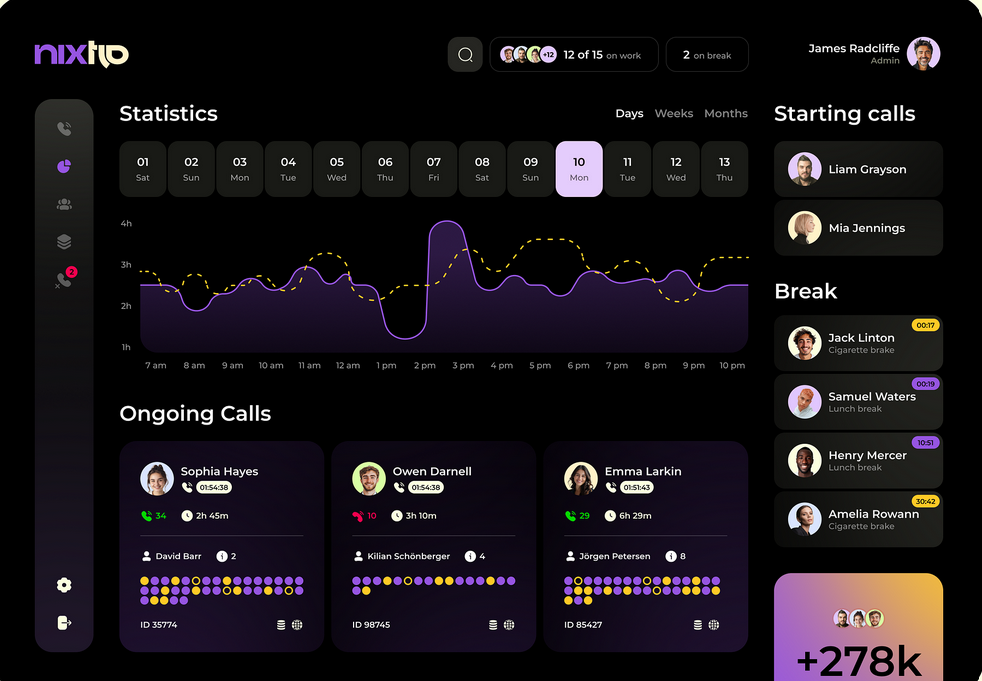 nixtio
+12
12 of 15 on work
2 on break
James Radcliffe
Admin
2
Statistics
Days Weeks Months
01 02 03 04 05 06 07 08 09 10 11 12 13
Sat Sun Mon Tue Wed Thu Fri Sat Sun Mon Tue Wed Thu
4h
3h
2h
1h
7 am 8 am 9 am 10 am 11 am 12 am 1 pm 2 pm 3 pm 4 pm 5 pm 6 pm 7 pm 8 pm 9 pm 10 pm
Ongoing Calls
Sophia Hayes
01:54:38
34 2h 45m
David Barr 2
ID 35774
Owen Darnell
01:54:38
10 3h 10m
Kilian Schönberger 4
ID 98745
Emma Larkin
01:51:43
29 6h 29m
Jörgen Petersen 8
ID 85427
Starting calls
Liam Grayson
Mia Jennings
Break
00:17
Jack Linton
Cigarette brake
00:19
Samuel Waters
Lunch break
10:51
Henry Mercer
Lunch break
30:42
Amelia Rowann
Cigarette brake
+278k